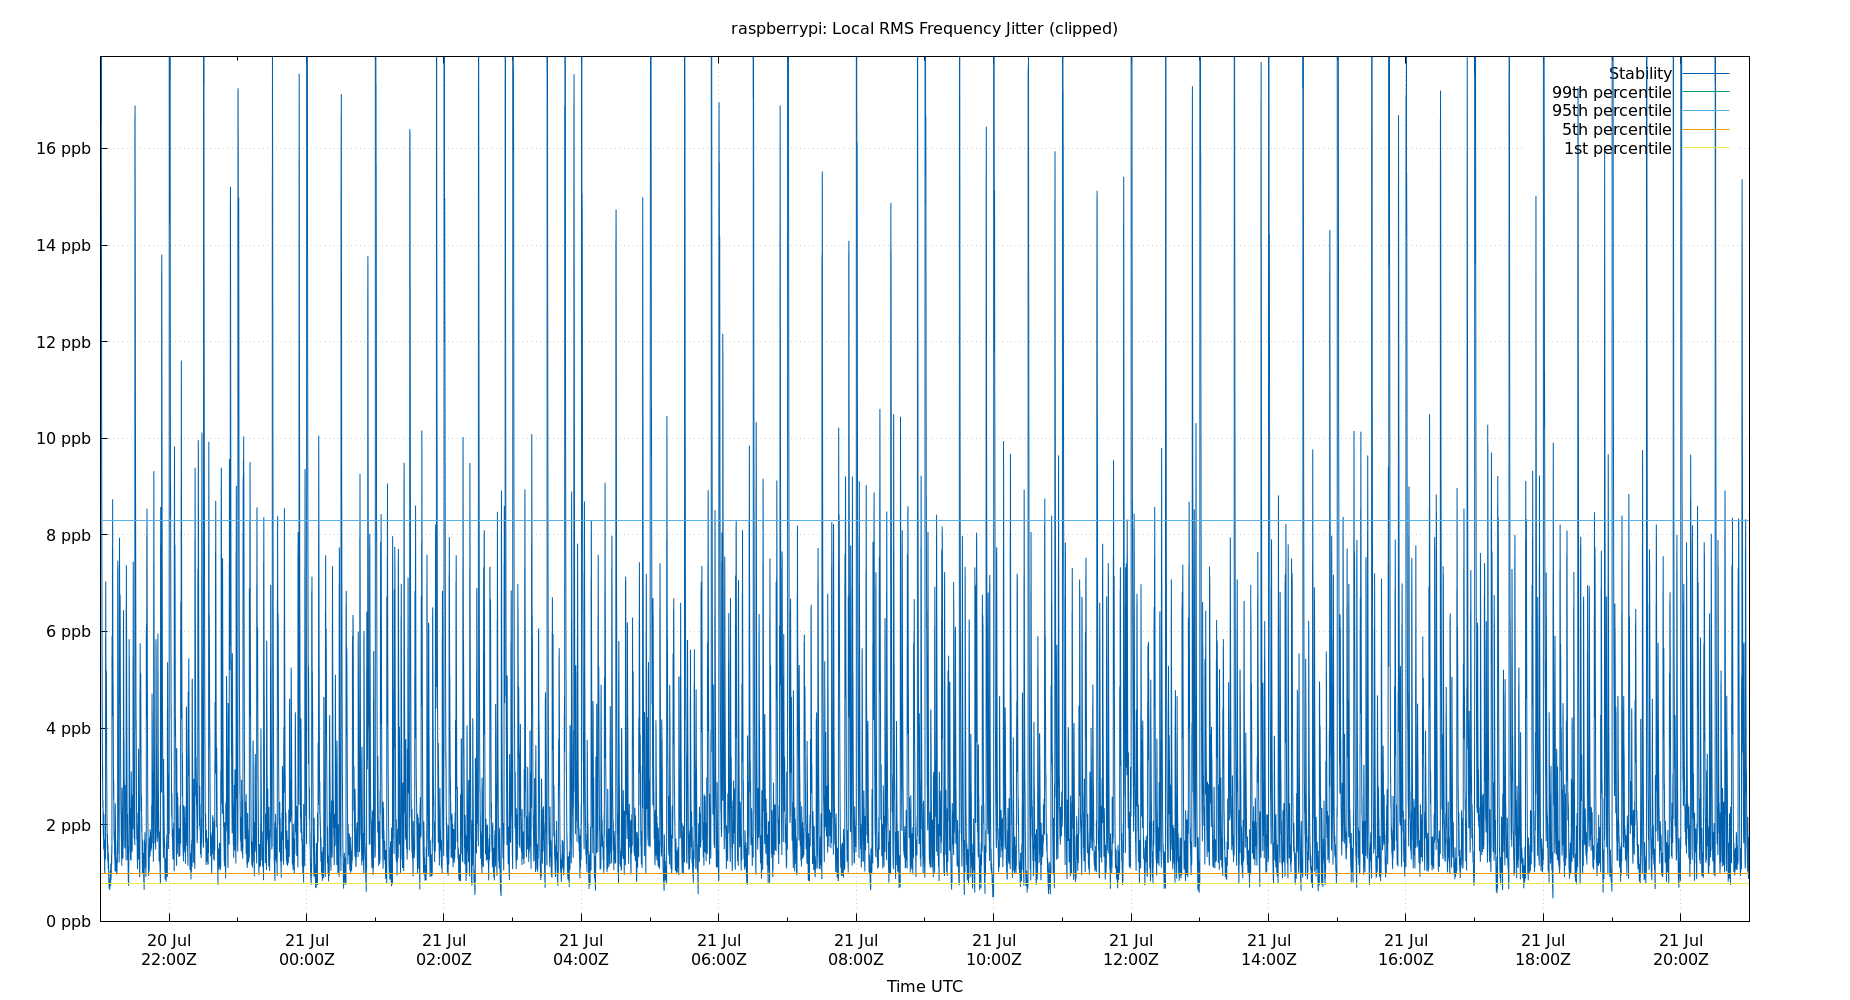 raspberrypi: Local RMS Frequency Jitter (clipped)
Stability
99th percentile
95th percentile
5th percentile
1st percentile
16 ppb
14 ppb
12 ppb
10 ppb
8 ppb
6 ppb
4 ppb
2 ppb
0 ppb
20 Jul 21 Jul 21 Jul 21 Jul 21 Jul 21 Jul 21 Jul 21 Jul 21 Jul 21 Jul 21 Jul 21 Jul
22:00Z 00:00Z 02:00Z 04:00Z 06:00Z 08:00Z 10:00Z 12:00Z 14:00Z 16:00Z 18:00Z 20:00Z
Time UTC